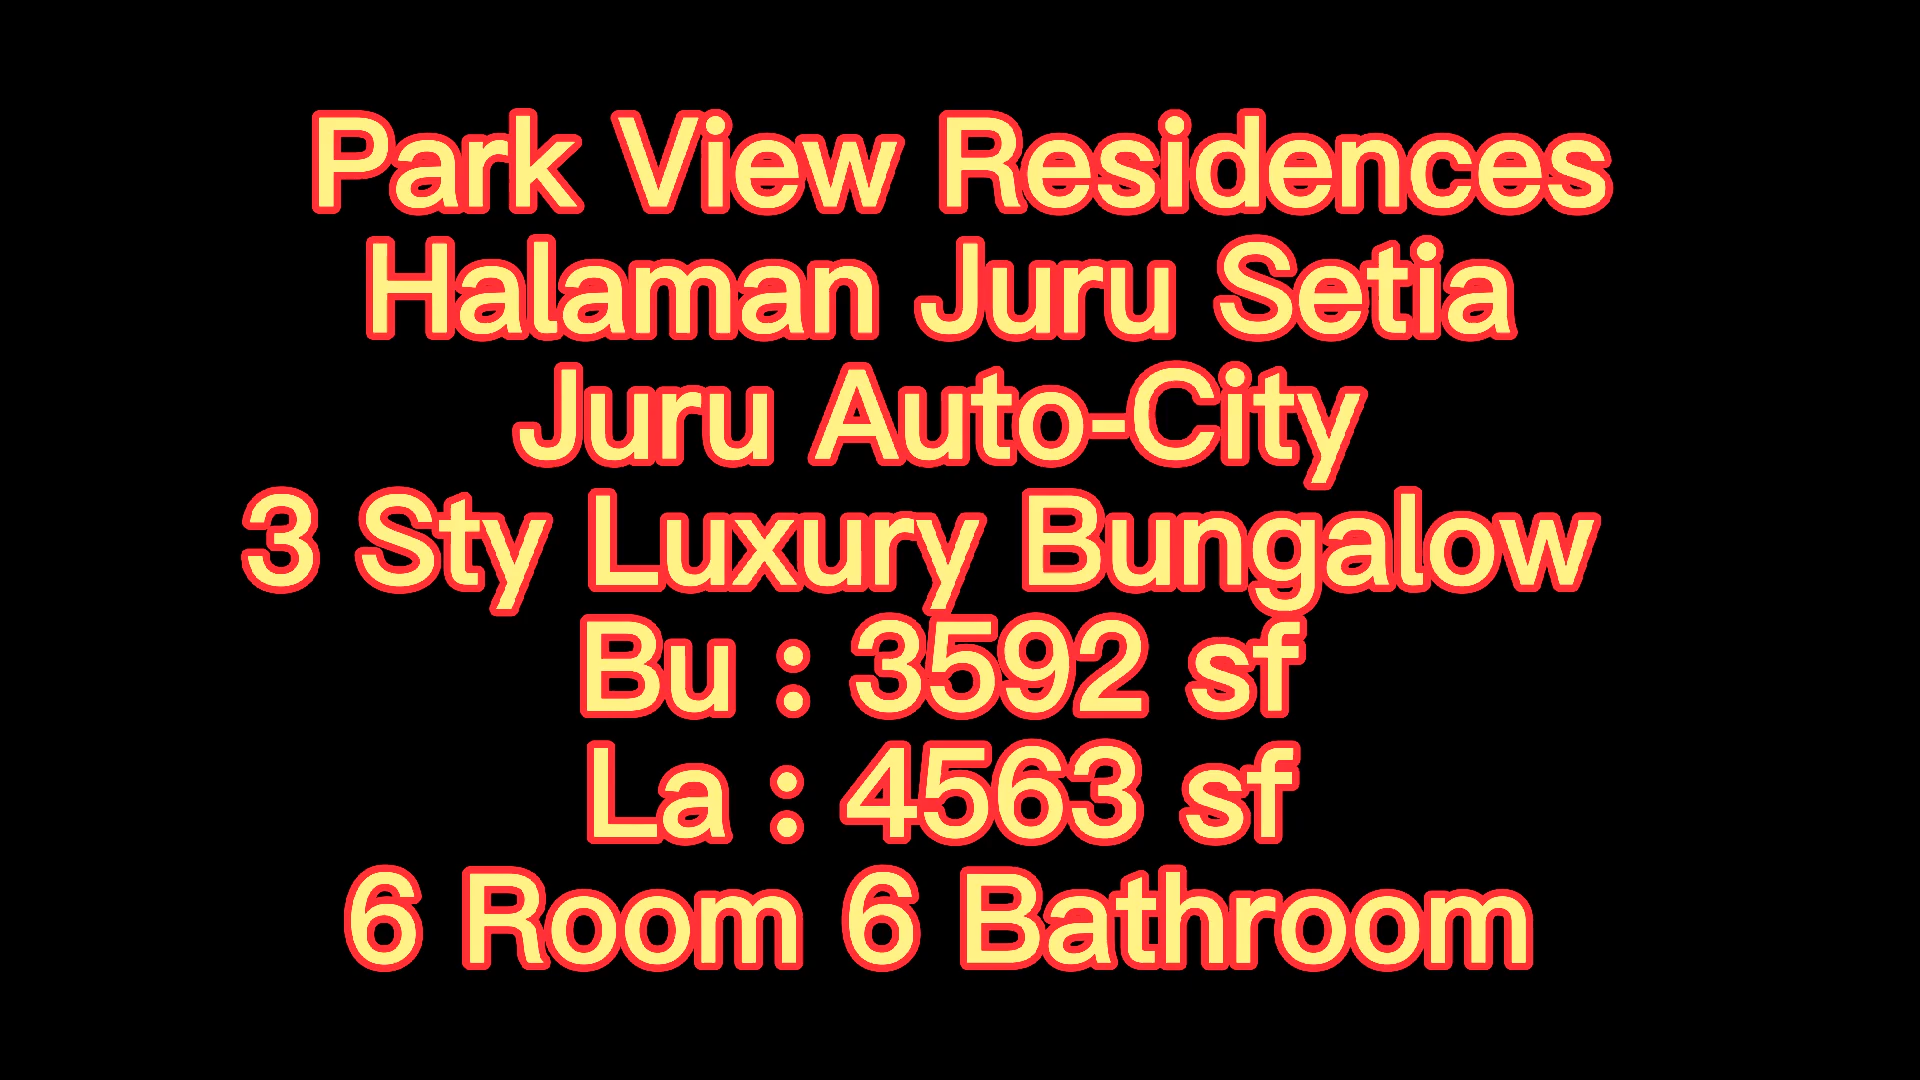 Park View Residences
Halaman Juru Setia
Juru Auto-City
3 Sty Luxury Bungalow
Bu : 3592 sf
La : 4563 sf
6 Room 6 Bathroom